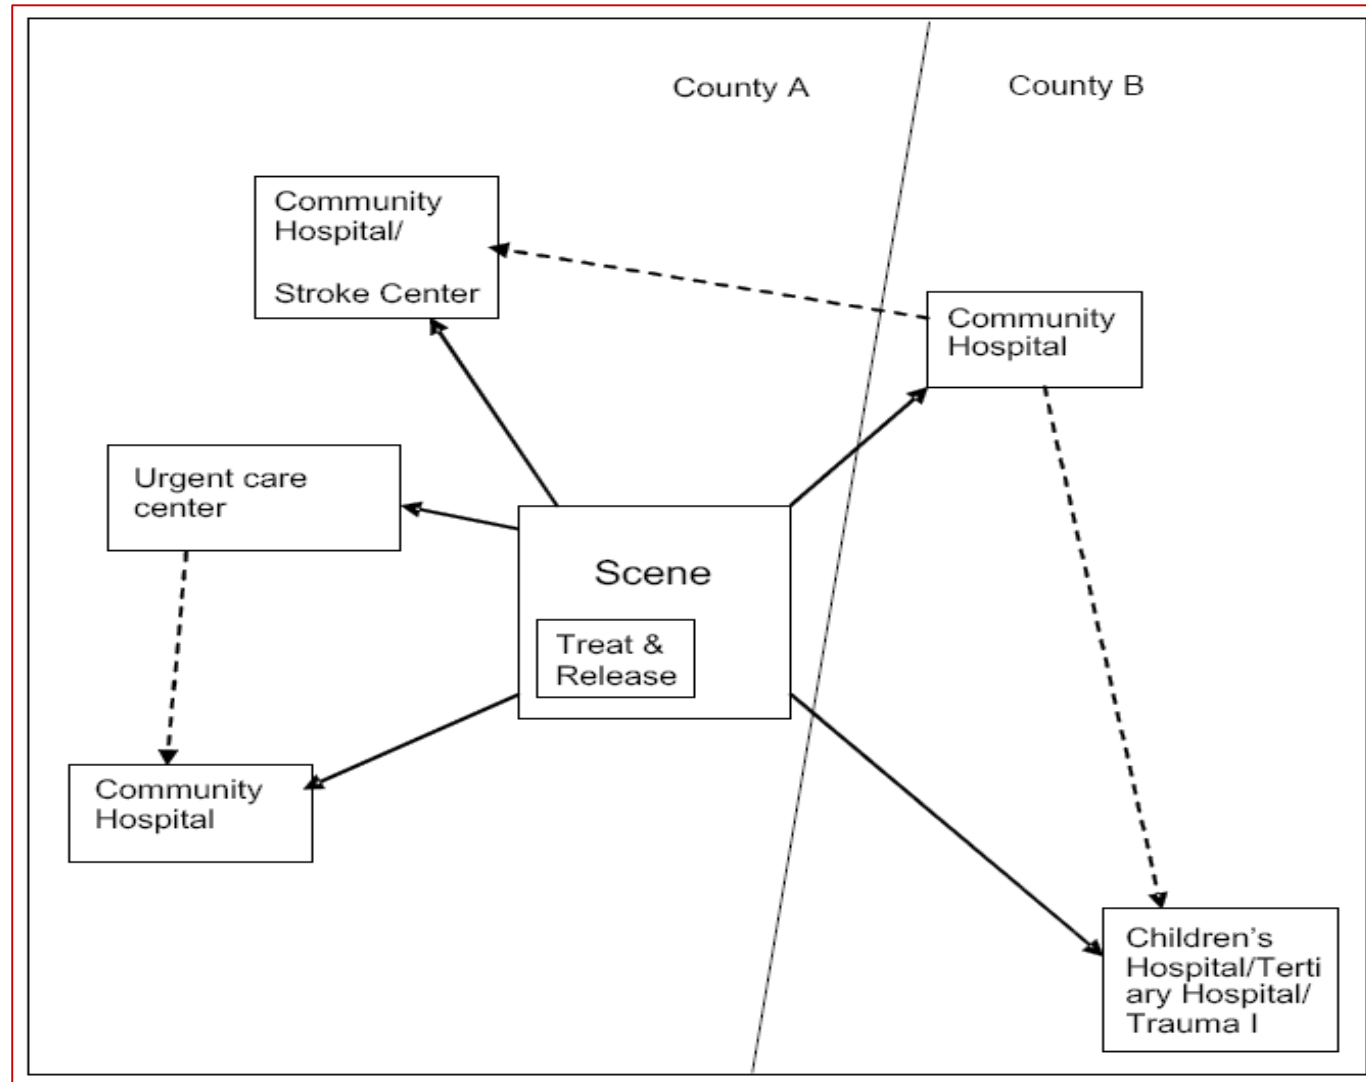 County A
County B
Community
Hospital/
Stroke Center
Community
Hospital
Urgent care
center
Scene
Treat &
Release
Community
Hospital
Children’s
Hospital/Terti
ary Hospital/
Trauma I